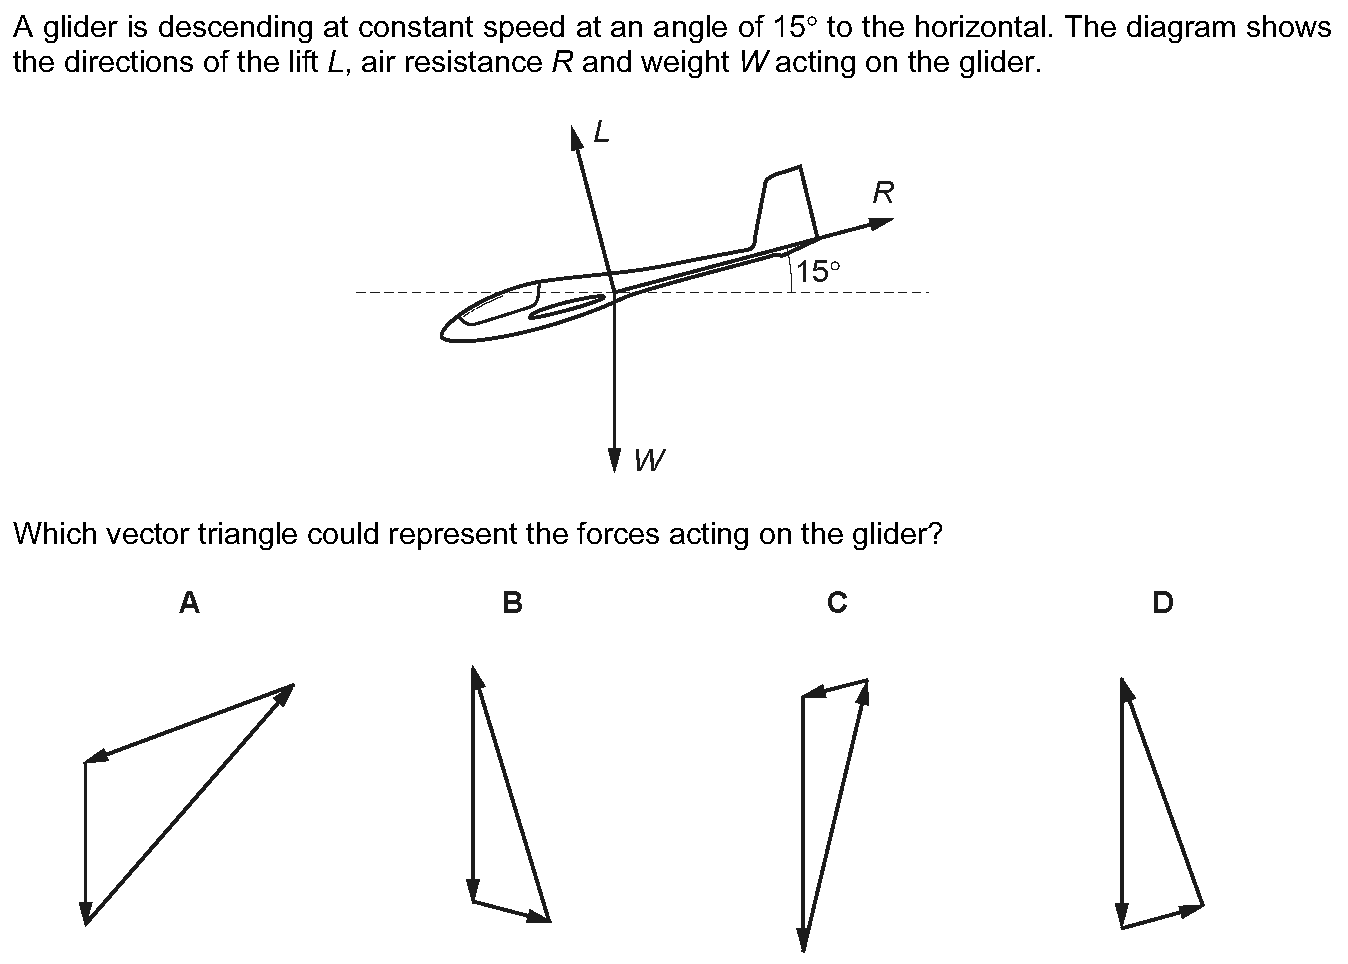 A glider is descending at constant speed at an angle of 15° to the horizontal. The diagram shows
the directions of the lift L, air resistance R and weight W acting on the glider.
L
R
15°
W
Which vector triangle could represent the forces acting on the glider?
A B C D